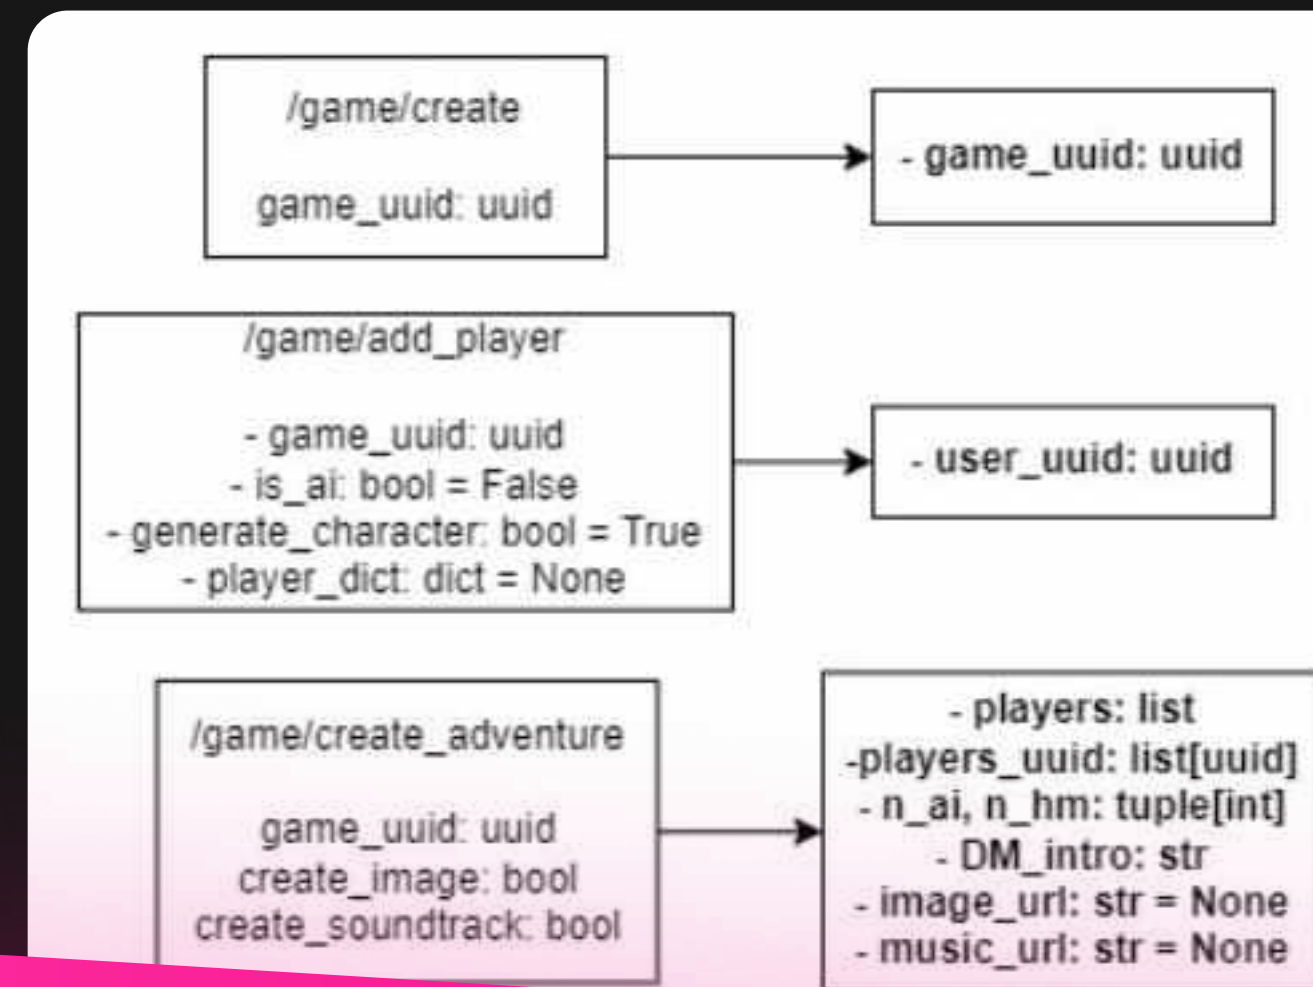 /game/create
game_uuid: uuid
- game_uuid: uuid
/game/add_player
- game_uuid: uuid
- is_ai: bool = False
- generate_character: bool = True
- player_dict: dict = None
- user_uuid: uuid
/game/create_adventure
game_uuid: uuid
create_image: bool
create_soundtrack: bool
- players: list
-players_uuid: list[uuid]
- n_ai, n_hm: tuple[int]
- DM_intro: str
- image_url: str = None
- music_url: str = None